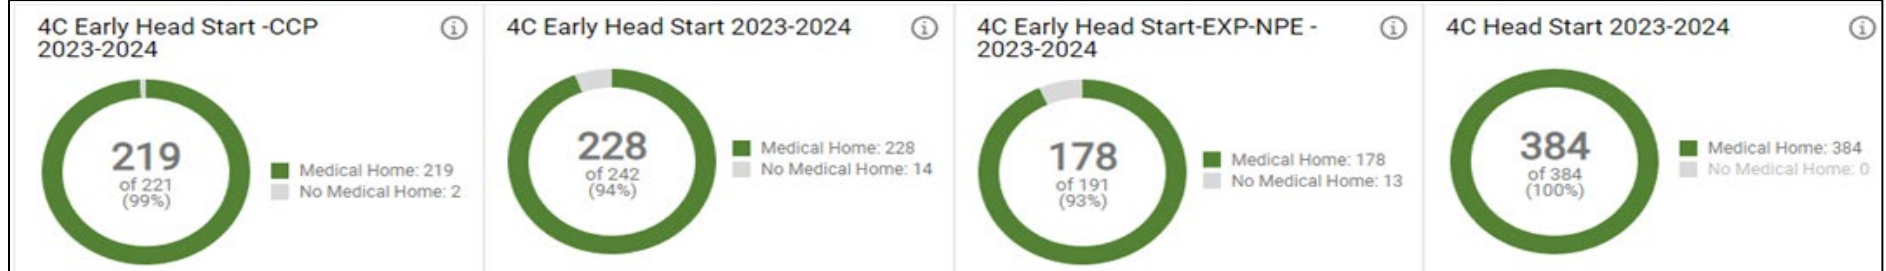 4C Early Head Start -CCP
2023-2024
219
of 221
(99%)
Medical Home: 219
No Medical Home: 2
4C Early Head Start 2023-2024
228
of 242
(94%)
Medical Home: 228
No Medical Home: 14
4C Early Head Start-EXP-NPE -
2023-2024
178
of 191
(93%)
Medical Home: 178
No Medical Home: 13
4C Head Start 2023-2024
384
of 384
(100%)
Medical Home: 384
No Medical Home: 0